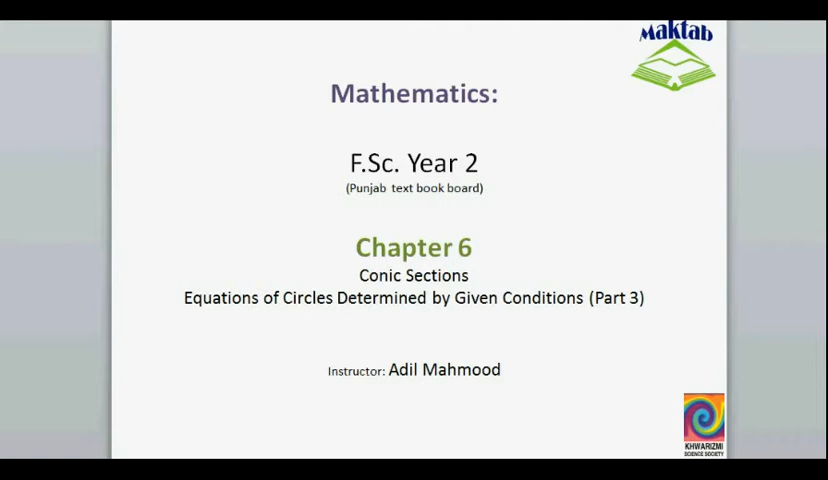 Maktab
Mathematics:
F.Sc. Year 2
(Punjab text book board)
Chapter 6
Conic Sections
Equations of Circles Determined by Given Conditions (Part 3)
Instructor: Adil Mahmood
KHWARIZMI
SCIENCE SOCIETY